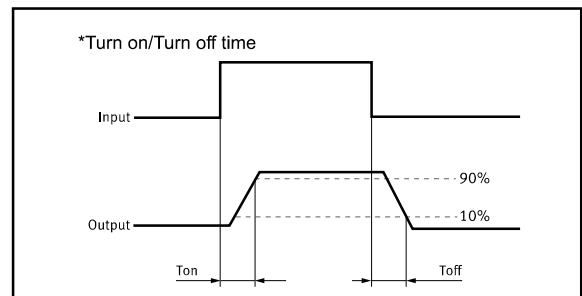 *Turn on/Turn off time
Input
90%
10%
Output
Ton
Toff